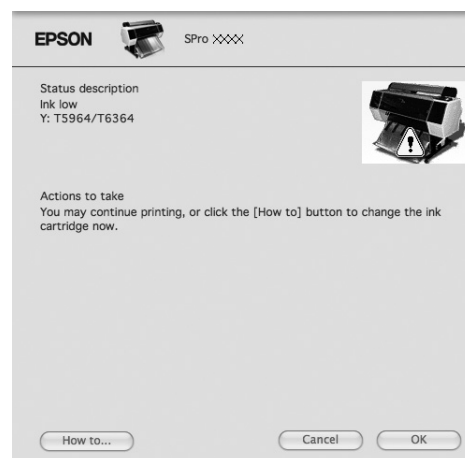 EPSON SPro XXXX
Status description
Ink low
Y: T5964/T6364
Actions to take
You may continue printing, or click the [How to] button to change the ink
cartridge now.
How to... Cancel OK